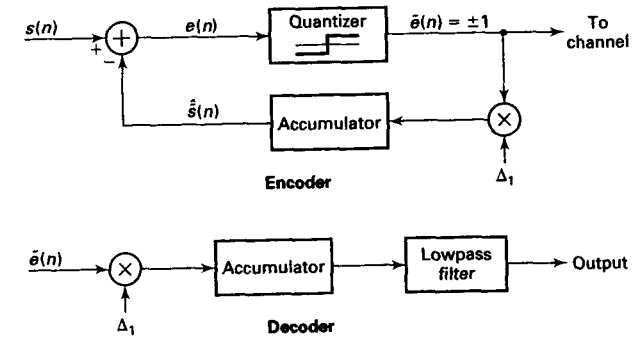 s(n)
+
−
+
e(n)
Quantizer
ẽ(n) = ±1
To
channel
ŝ̃(n)
Accumulator
×
Δ₁
Encoder
ẽ(n)
×
Δ₁
Accumulator
Lowpass
filter
Output
Decoder